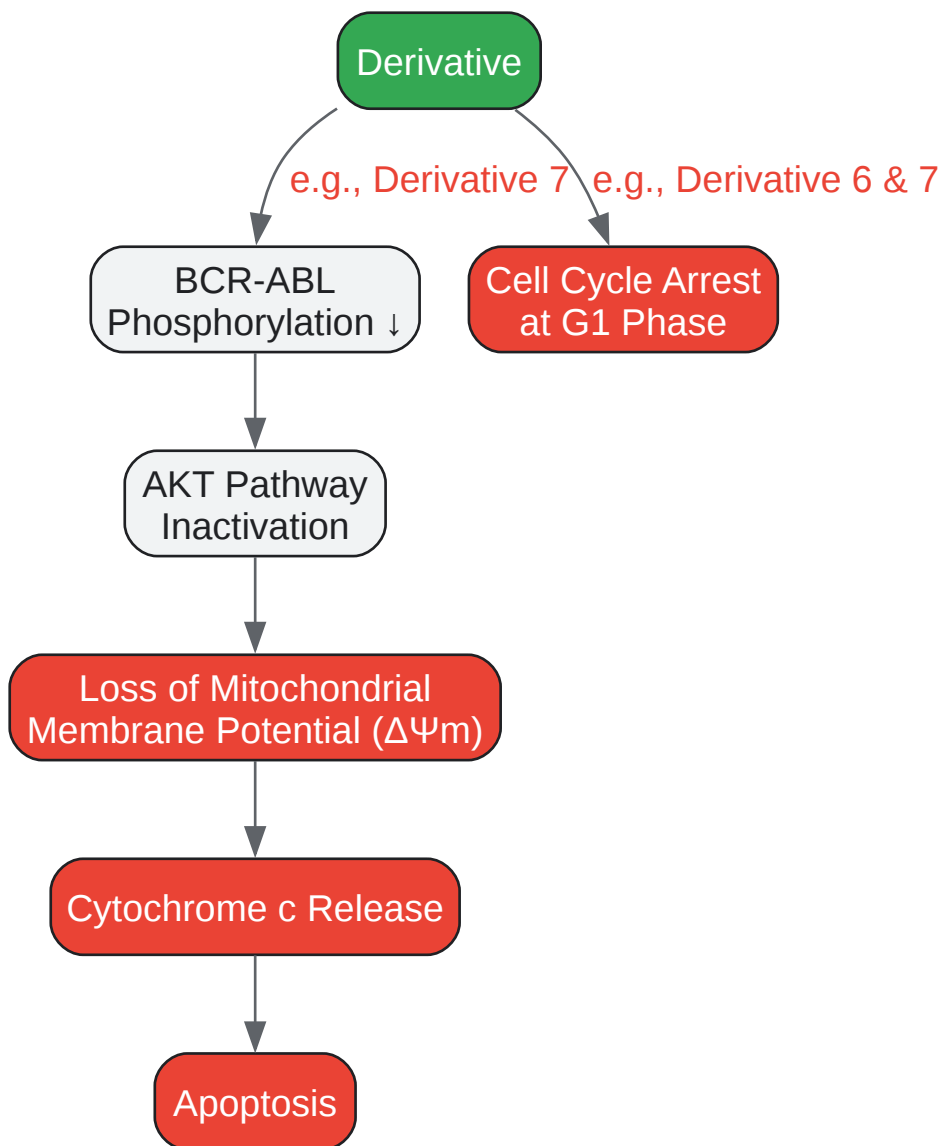 Derivative
e.g., Derivative 7
e.g., Derivative 6 & 7
BCR-ABL
Phosphorylation ↓
Cell Cycle Arrest
at G1 Phase
AKT Pathway
Inactivation
Loss of Mitochondrial
Membrane Potential (ΔΨm)
Cytochrome c Release
Apoptosis